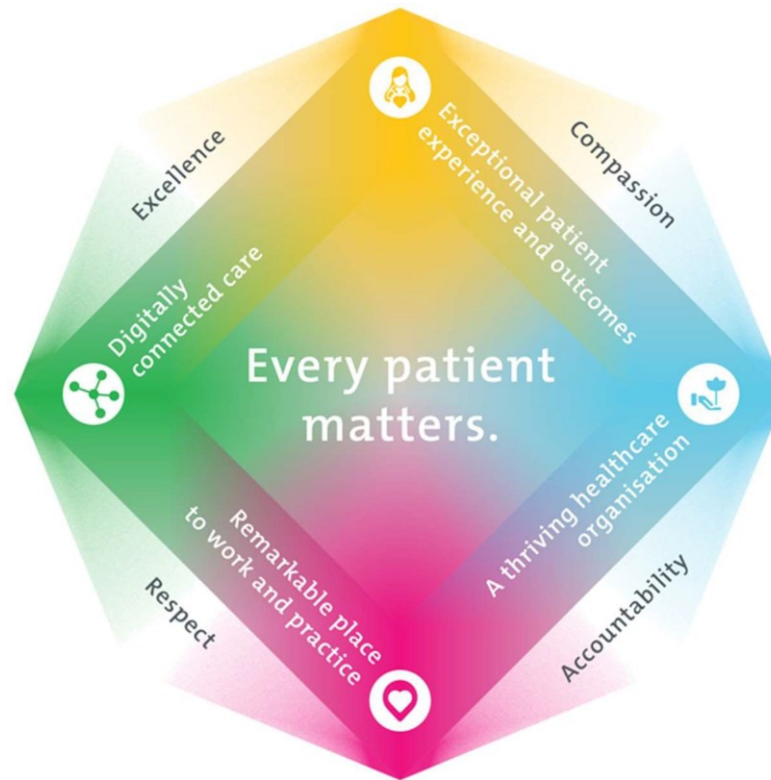 Excellence
Compassion
Exceptional patient
experience and outcomes
Digitally
connected care
Every patient
matters.
Remarkable place
to work and practice
A thriving healthcare
organisation
Respect
Accountability